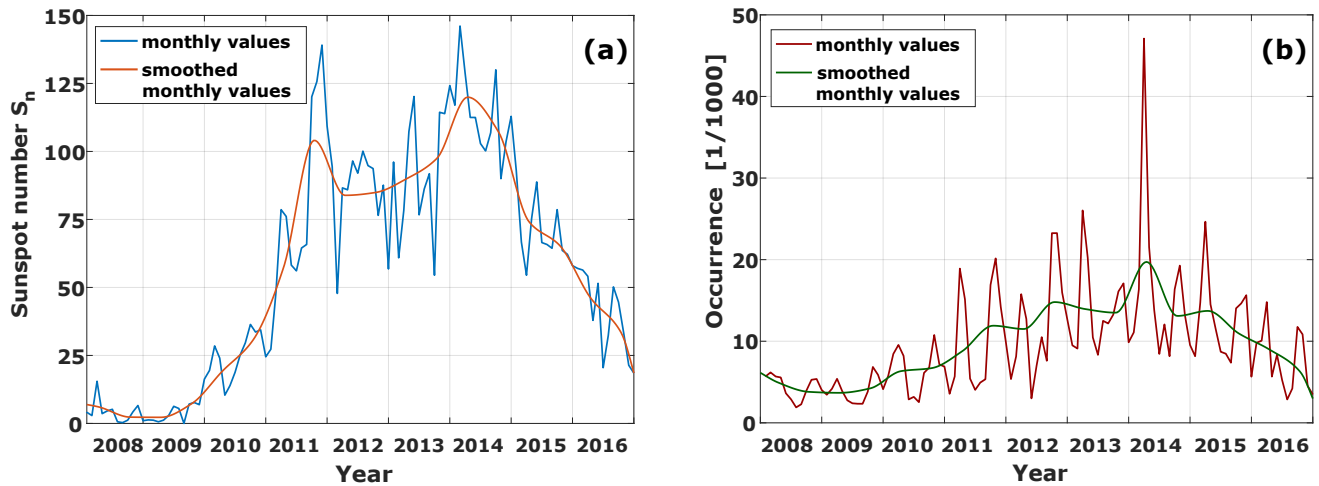 (a)
monthly values
smoothed
monthly values
Sunspot number Sn
150
125
100
75
50
25
0
2008 2009 2010 2011 2012 2013 2014 2015 2016
Year
(b)
monthly values
smoothed
monthly values
Occurrence [1/1000]
50
40
30
20
10
0
2008 2009 2010 2011 2012 2013 2014 2015 2016
Year